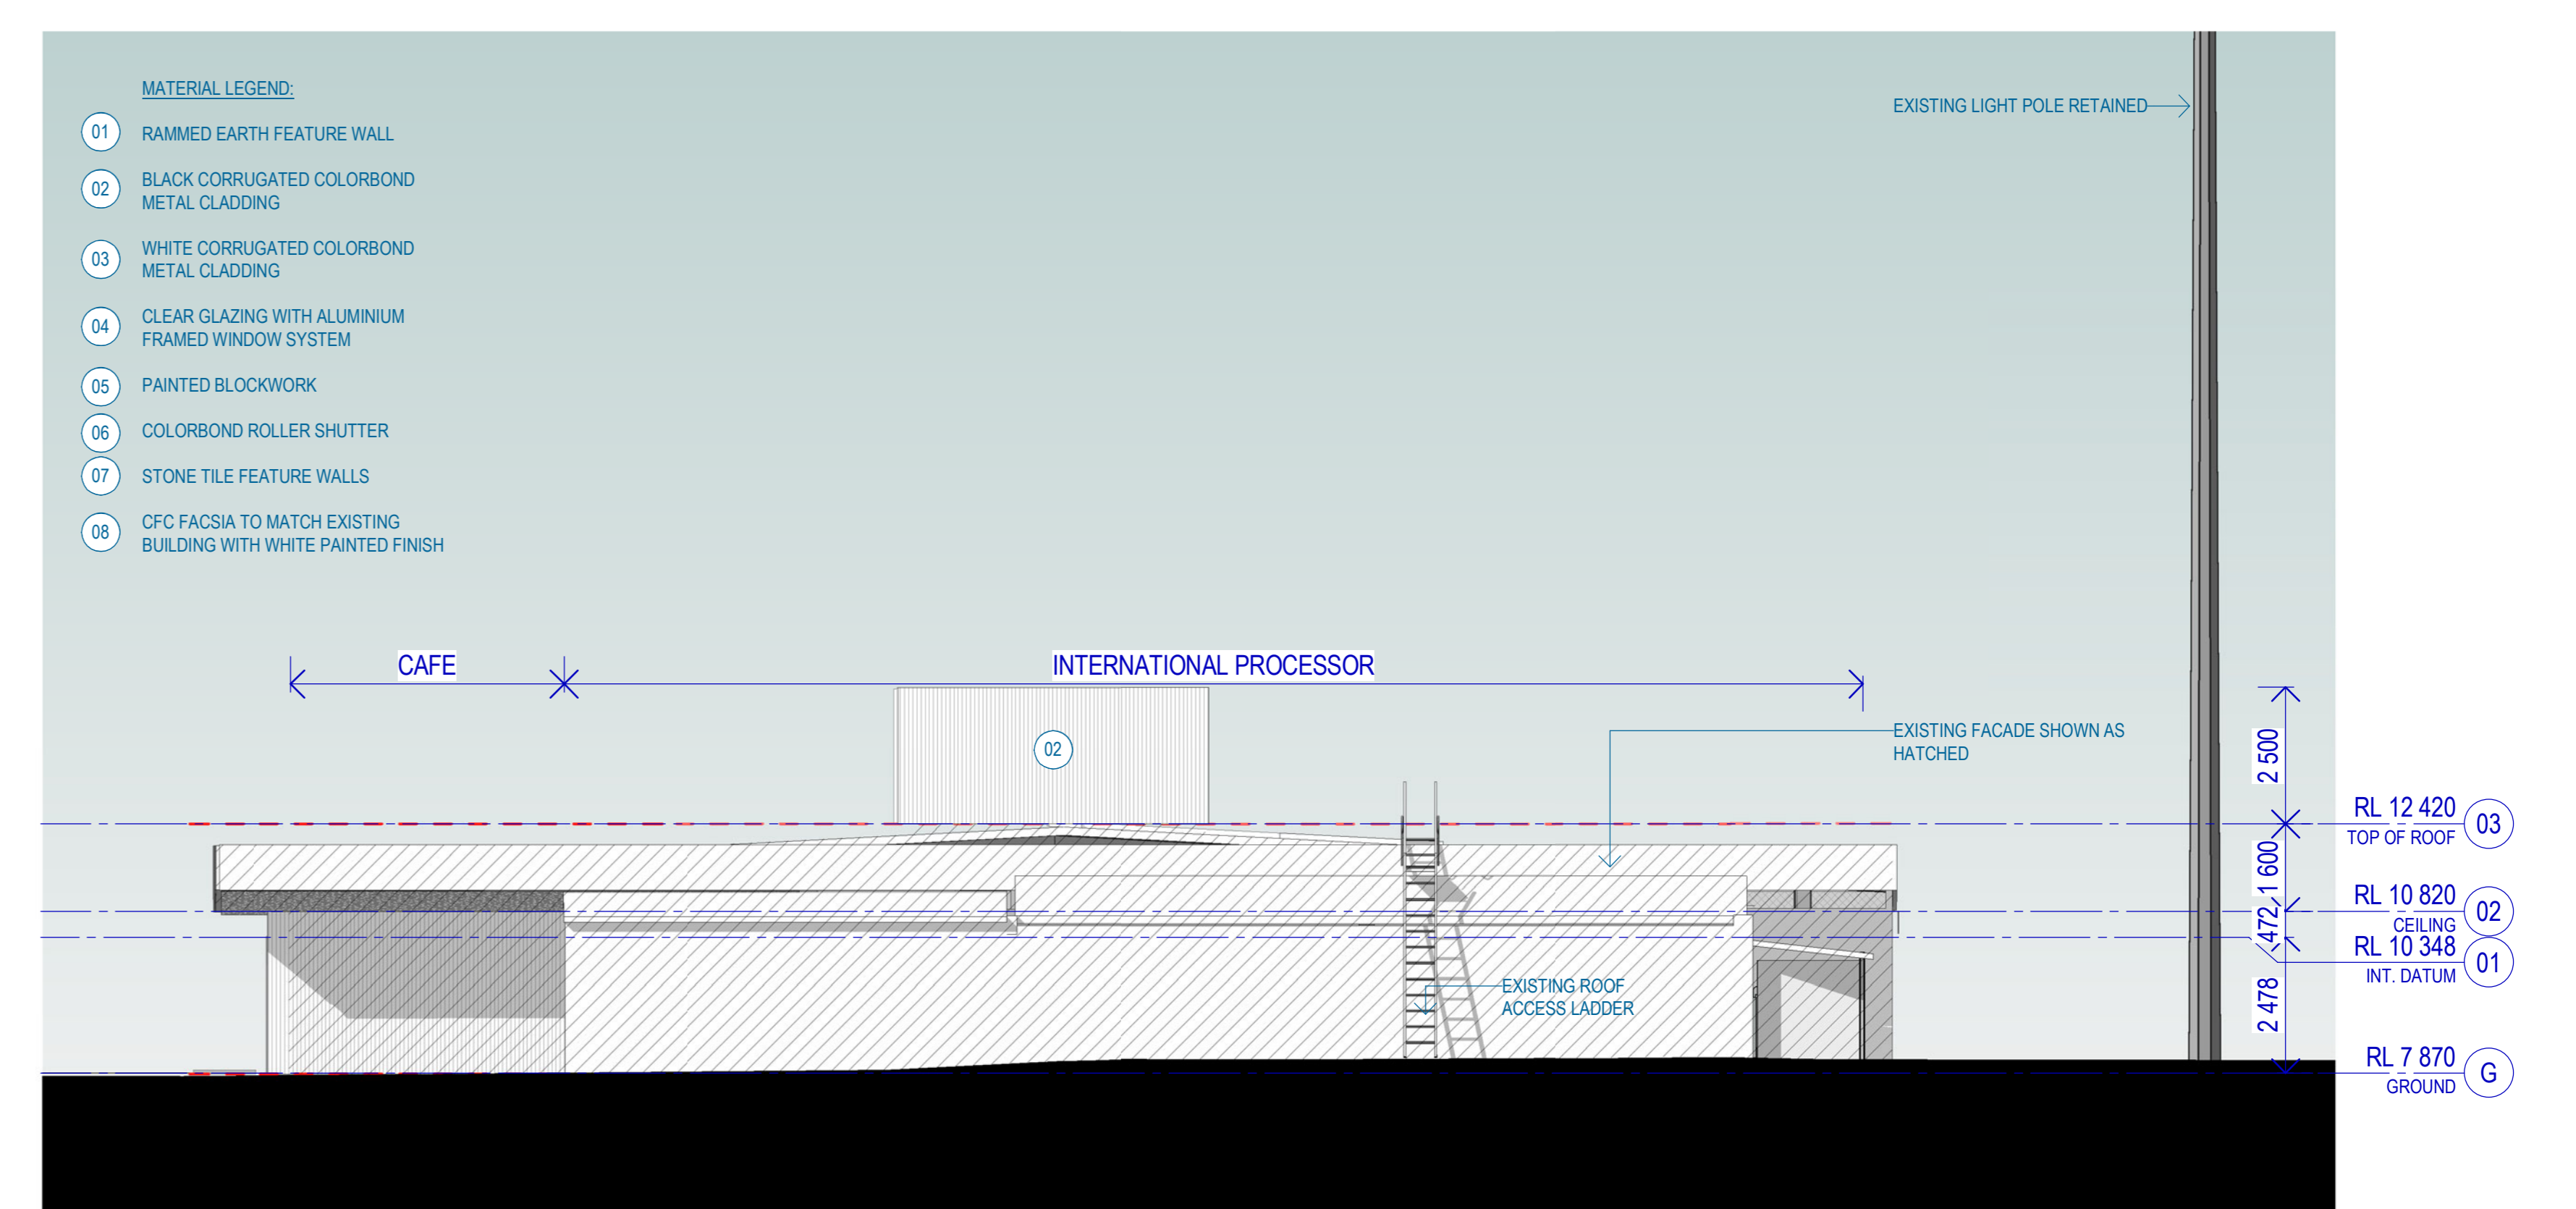 MATERIAL LEGEND:
01 RAMMED EARTH FEATURE WALL
02 BLACK CORRUGATED COLORBOND
METAL CLADDING
03 WHITE CORRUGATED COLORBOND
METAL CLADDING
04 CLEAR GLAZING WITH ALUMINIUM
FRAMED WINDOW SYSTEM
05 PAINTED BLOCKWORK
06 COLORBOND ROLLER SHUTTER
07 STONE TILE FEATURE WALLS
08 CFC FACSIA TO MATCH EXISTING
BUILDING WITH WHITE PAINTED FINISH
EXISTING LIGHT POLE RETAINED
CAFE
INTERNATIONAL PROCESSOR
02
EXISTING FACADE SHOWN AS
HATCHED
EXISTING ROOF
ACCESS LADDER
2 500
1 600
472
2 478
RL 12 420
TOP OF ROOF
03
RL 10 820
CEILING
02
RL 10 348
INT. DATUM
01
RL 7 870
GROUND
G